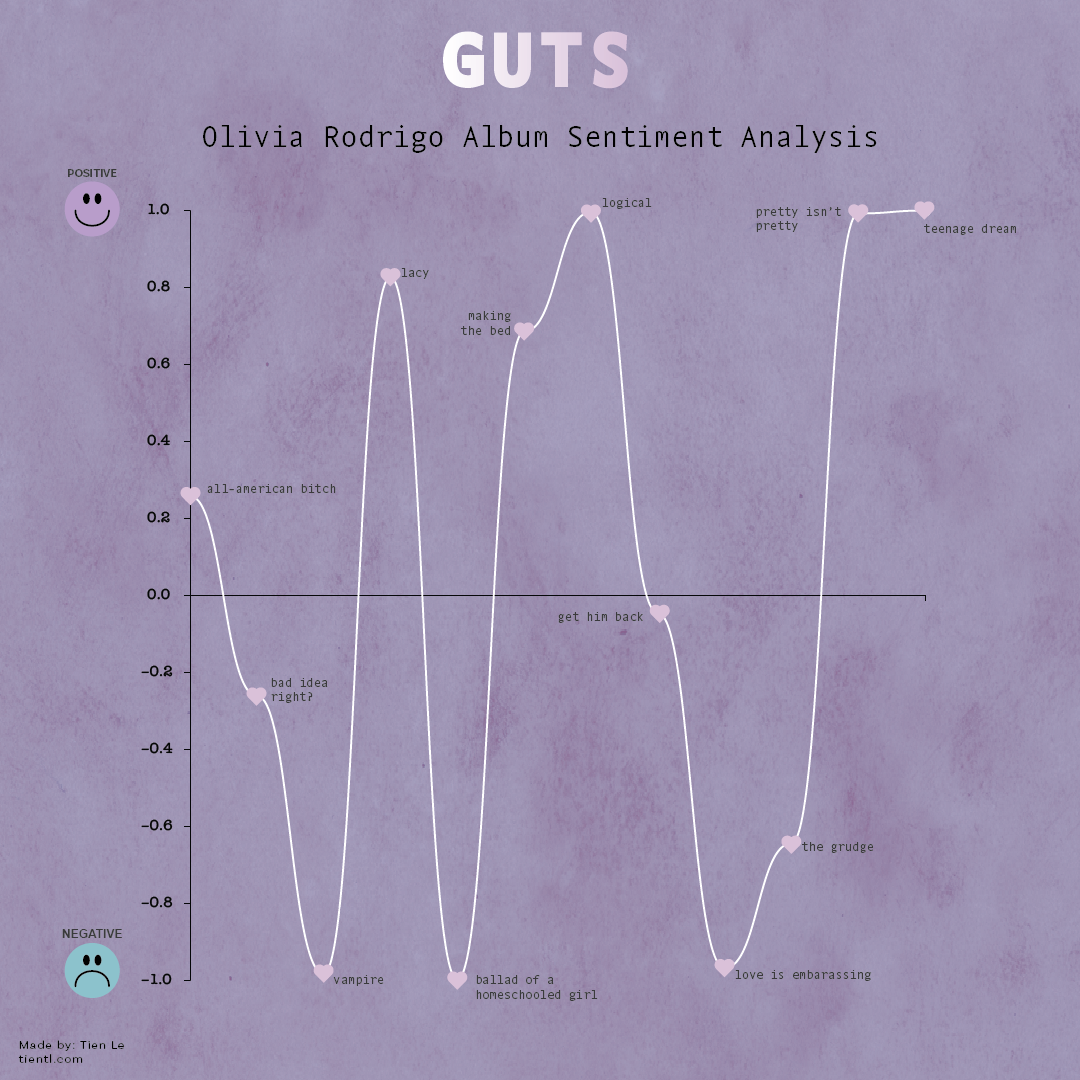 GUTS
Olivia Rodrigo Album Sentiment Analysis
POSITIVE
1.0
logical
pretty isn't
pretty
teenage dream
0.8
lacy
making
the bed
0.6
0.4
all-american bitch
0.2
0.0
get him back
-0.2
bad idea
right?
-0.4
-0.6
the grudge
-0.8
NEGATIVE
-1.0
vampire
ballad of a
homeschooled girl
love is embarassing
Made by: Tien Le
tientl.com